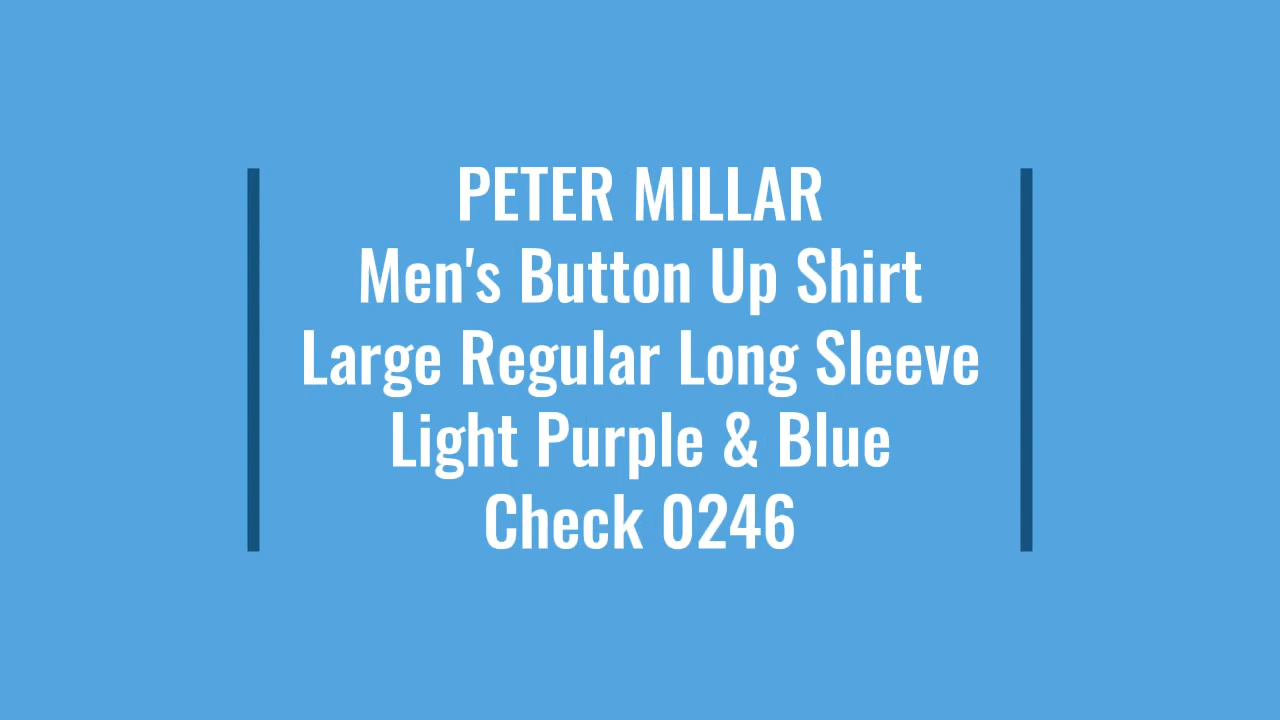 PETER MILLAR
Men's Button Up Shirt
Large Regular Long Sleeve
Light Purple & Blue
Check 0246